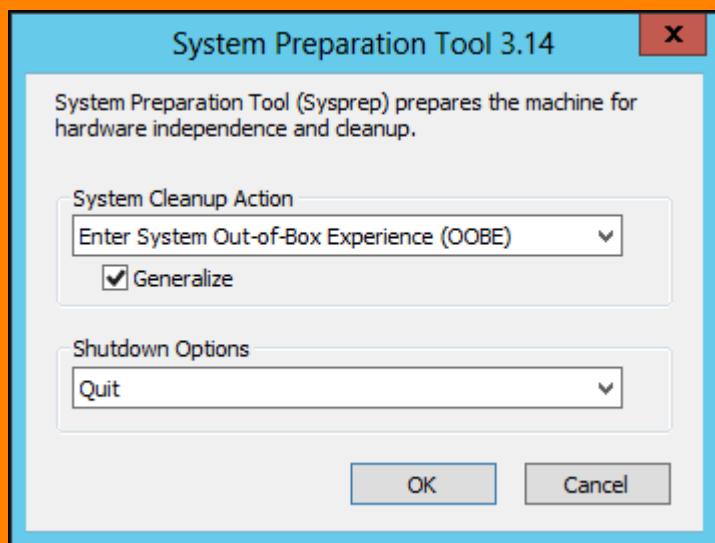 System Preparation Tool 3.14
x
System Preparation Tool (Sysprep) prepares the machine for
hardware independence and cleanup.
System Cleanup Action
Enter System Out-of-Box Experience (OOBE)
Generalize
Shutdown Options
Quit
OK Cancel